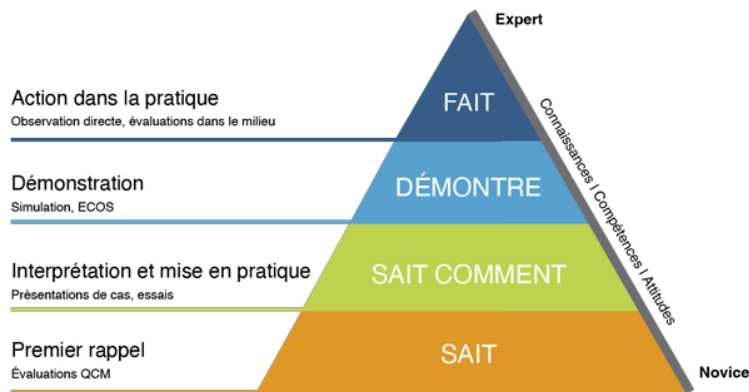 Expert
Action dans la pratique
Observation directe, évaluations dans le milieu
FAIT
Connaissances I Compétences I Attitudes
Démonstration
Simulation, ECOS
DÉMONTRE
Interprétation et mise en pratique
Présentations de cas, essais
SAIT COMMENT
Premier rappel
Évaluations QCM
SAIT
Novice